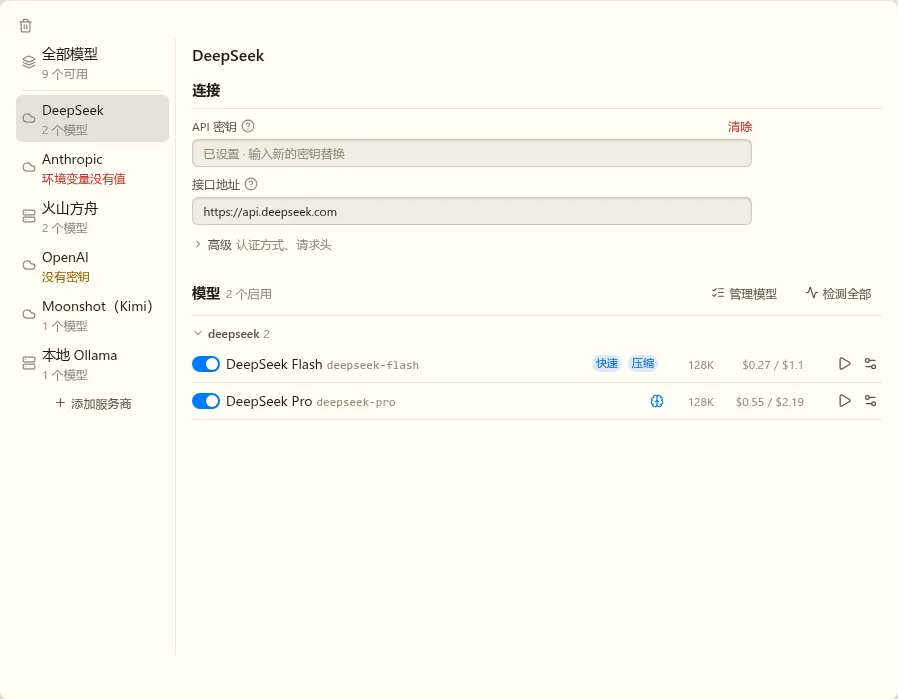 全部模型
9 个可用
DeepSeek
2 个模型
Anthropic
环境变量没有值
火山方舟
2 个模型
OpenAI
没有密钥
Moonshot（Kimi）
1 个模型
本地 Ollama
1 个模型
+ 添加服务商
DeepSeek
连接
API 密钥 ?
清除
已设置 · 输入新的密钥替换
接口地址 ?
https://api.deepseek.com
高级 认证方式、请求头
模型 2 个启用
管理模型 检测全部
deepseek 2
DeepSeek Flash deepseek-flash 快速 压缩 128K $0.27 / $1.1
DeepSeek Pro deepseek-pro 128K $0.55 / $2.19